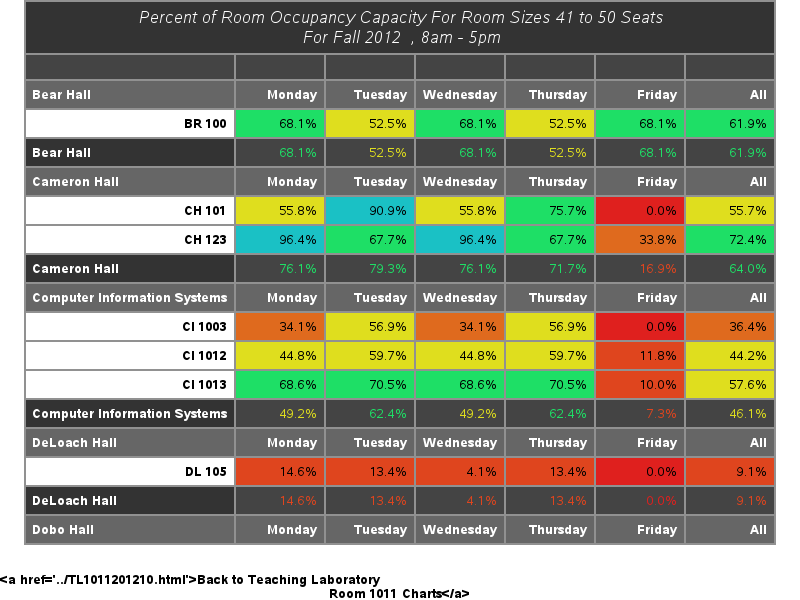 Percent of Room Occupancy Capacity For Room Sizes 41 to 50 Seats
For Fall 2012 , 8am - 5pm
Bear Hall Monday Tuesday Wednesday Thursday Friday All
BR 100 68.1% 52.5% 68.1% 52.5% 68.1% 61.9%
Bear Hall 68.1% 52.5% 68.1% 52.5% 68.1% 61.9%
Cameron Hall Monday Tuesday Wednesday Thursday Friday All
CH 101 55.8% 90.9% 55.8% 75.7% 0.0% 55.7%
CH 123 96.4% 67.7% 96.4% 67.7% 33.8% 72.4%
Cameron Hall 76.1% 79.3% 76.1% 71.7% 16.9% 64.0%
Computer Information Systems Monday Tuesday Wednesday Thursday Friday All
CI 1003 34.1% 56.9% 34.1% 56.9% 0.0% 36.4%
CI 1012 44.8% 59.7% 44.8% 59.7% 11.8% 44.2%
CI 1013 68.6% 70.5% 68.6% 70.5% 10.0% 57.6%
Computer Information Systems 49.2% 62.4% 49.2% 62.4% 7.3% 46.1%
DeLoach Hall Monday Tuesday Wednesday Thursday Friday All
DL 105 14.6% 13.4% 4.1% 13.4% 0.0% 9.1%
DeLoach Hall 14.6% 13.4% 4.1% 13.4% 0.0% 9.1%
Dobo Hall Monday Tuesday Wednesday Thursday Friday All
<a href='../TL1011201210.html'>Back to Teaching Laboratory
Room 1011 Charts</a>